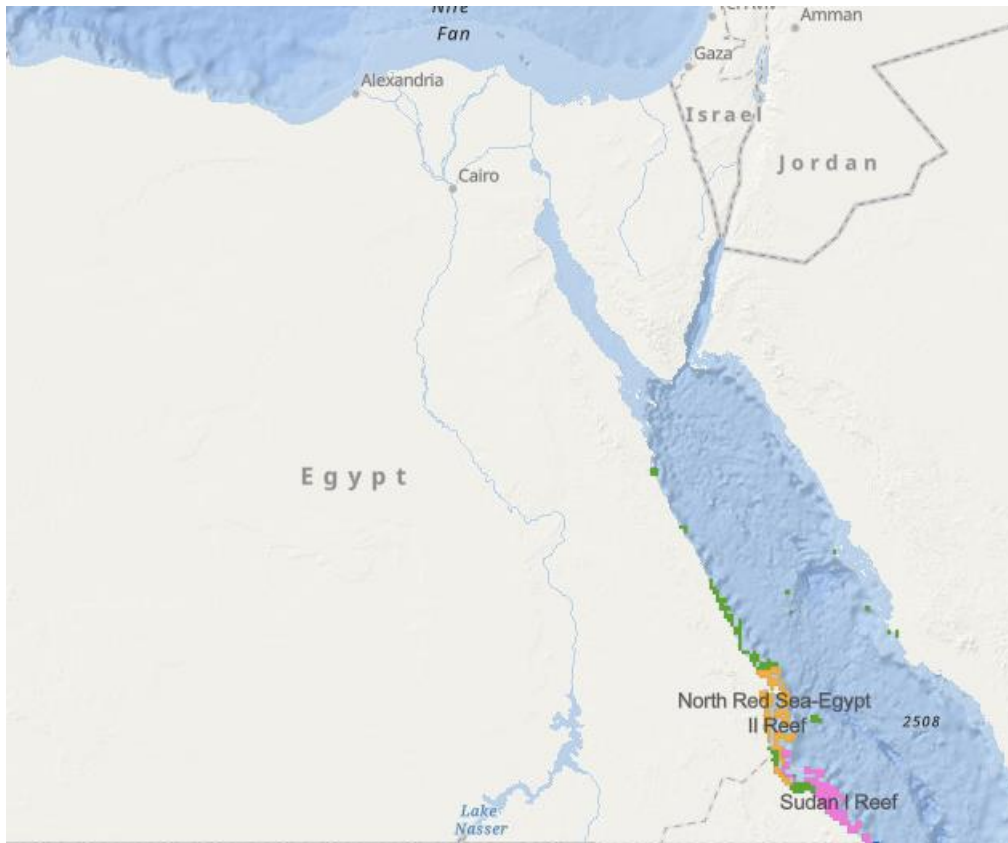 Nile
Fan
Amman
Gaza
Alexandria
Israel
Jordan
Cairo
Egypt
North Red Sea-Egypt
II Reef
2508
Sudan I Reef
Lake
Nasser